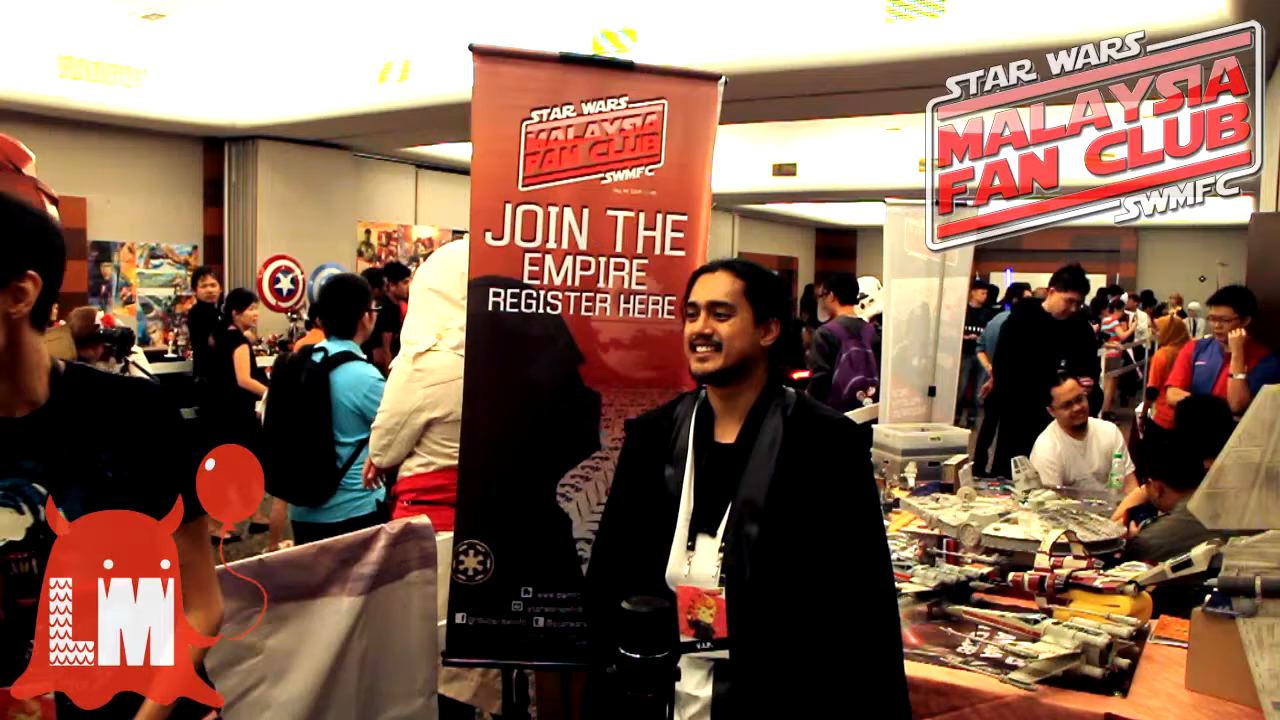 STAR WARS
MALAYSIA
FAN CLUB
SWMFC
JOIN THE
EMPIRE
REGISTER HERE
STAR WARS
MALAYSIA
FAN CLUB
SWMFC
LM
V.I.P.